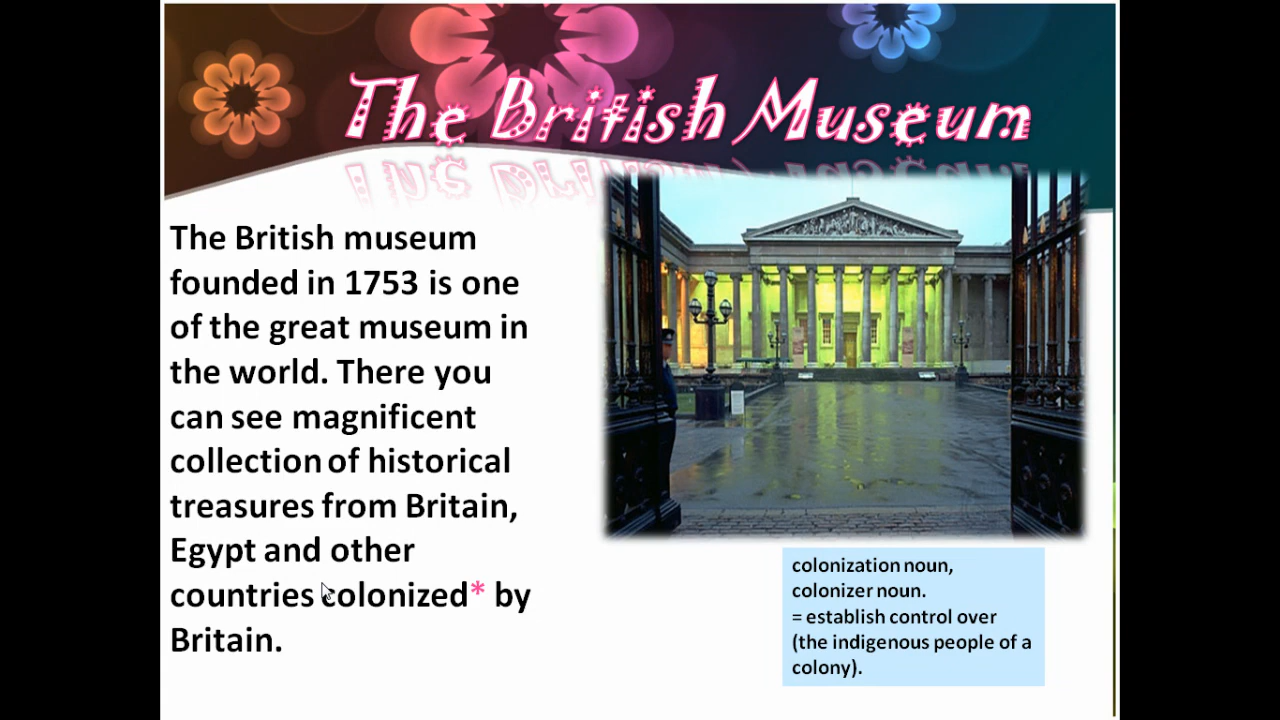 The British Museum
The British museum
founded in 1753 is one
of the great museum in
the world. There you
can see magnificent
collection of historical
treasures from Britain,
Egypt and other
countries colonized* by
Britain.
colonization noun,
colonizer noun.
= establish control over
(the indigenous people of a
colony).